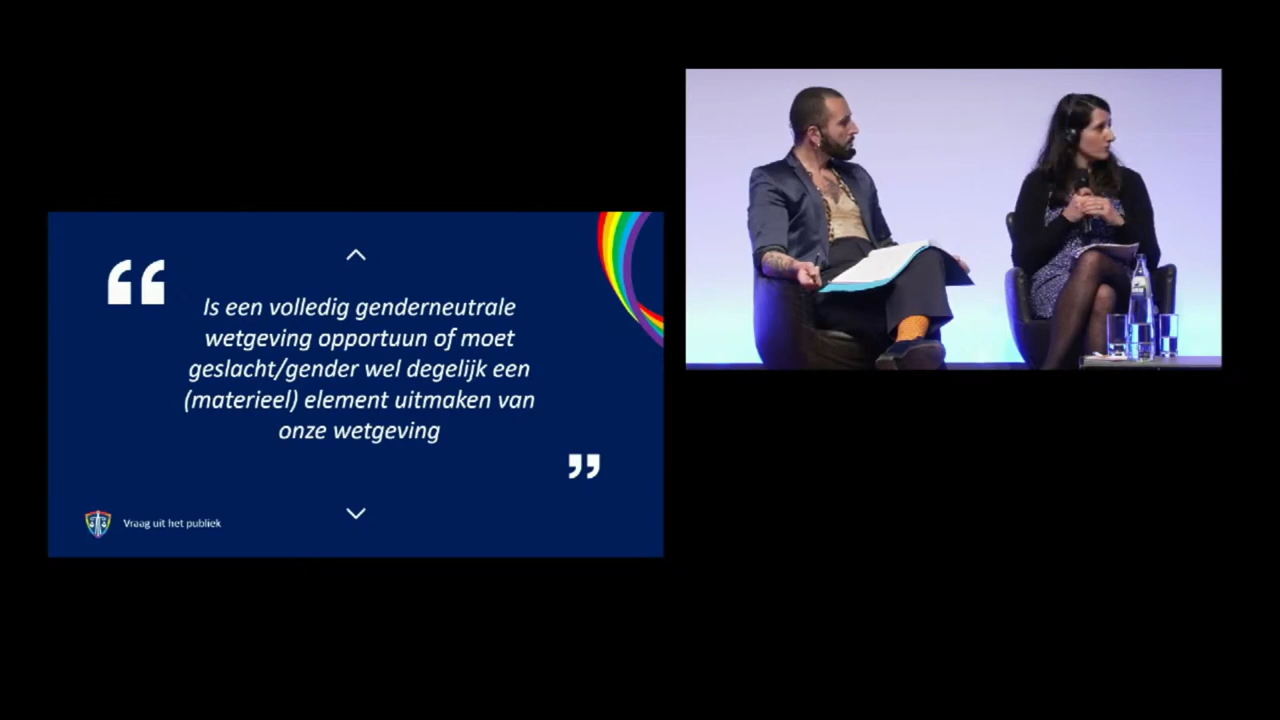 “
Is een volledig genderneutrale
wetgeving opportuun of moet
geslacht/gender wel degelijk een
(materieel) element uitmaken van
onze wetgeving
”
Vraag uit het publiek